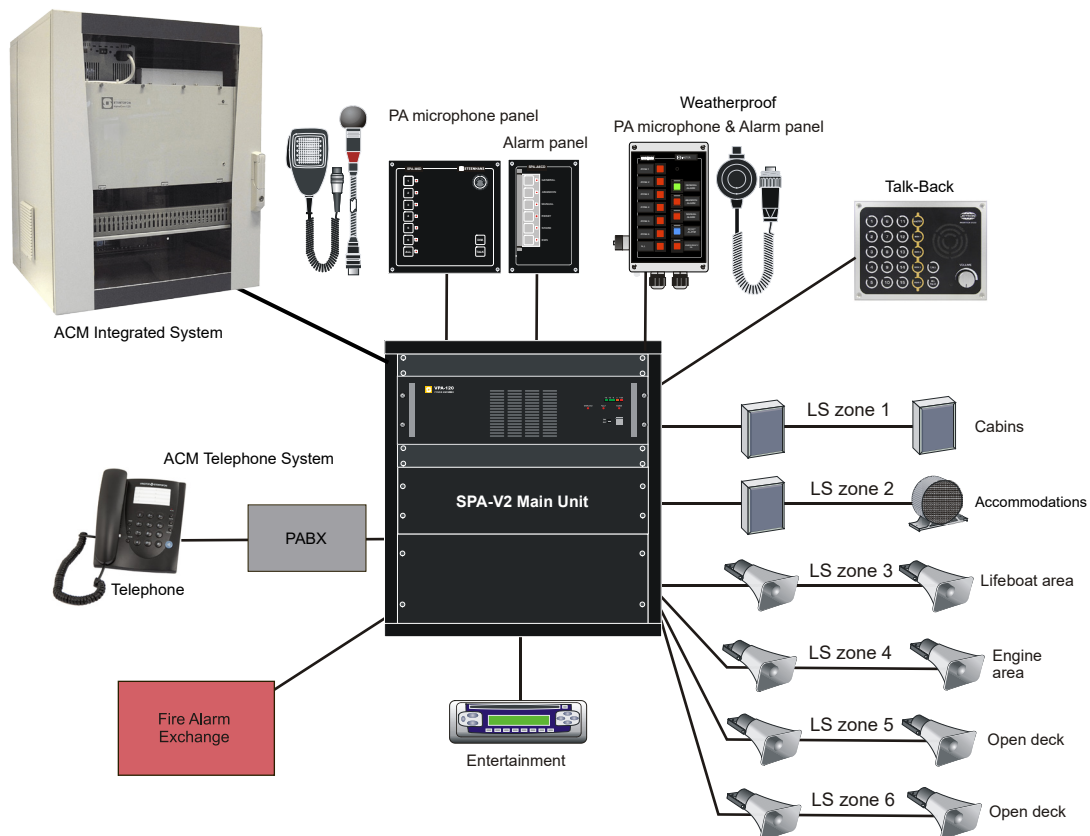 PA microphone panel
Alarm panel
Weatherproof
PA microphone & Alarm panel
Talk-Back
ACM Integrated System
VPA-120
LS zone 1
Cabins
ACM Telephone System
SPA-V2 Main Unit
LS zone 2
Accommodations
PABX
Telephone
LS zone 3
Lifeboat area
LS zone 4
Engine
area
Fire Alarm
Exchange
LS zone 5
Open deck
Entertainment
LS zone 6
Open deck